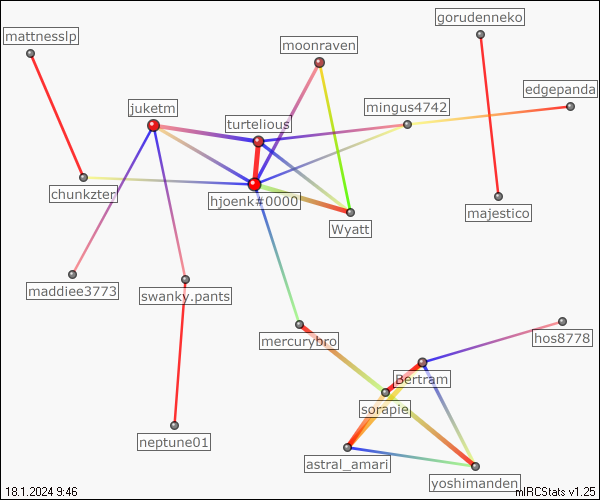 gorudenneko
mattnesslp
moonraven
edgepanda
juketm
mingus4742
turtelious
chunkzter
hjoenk#0000
majestico
Wyatt
maddiee3773
swanky.pants
mercurybro
hos8778
Bertram
sorapie
neptune01
astral_amari
yoshimanden
18.1.2024 9:46
mIRCStats v1.25